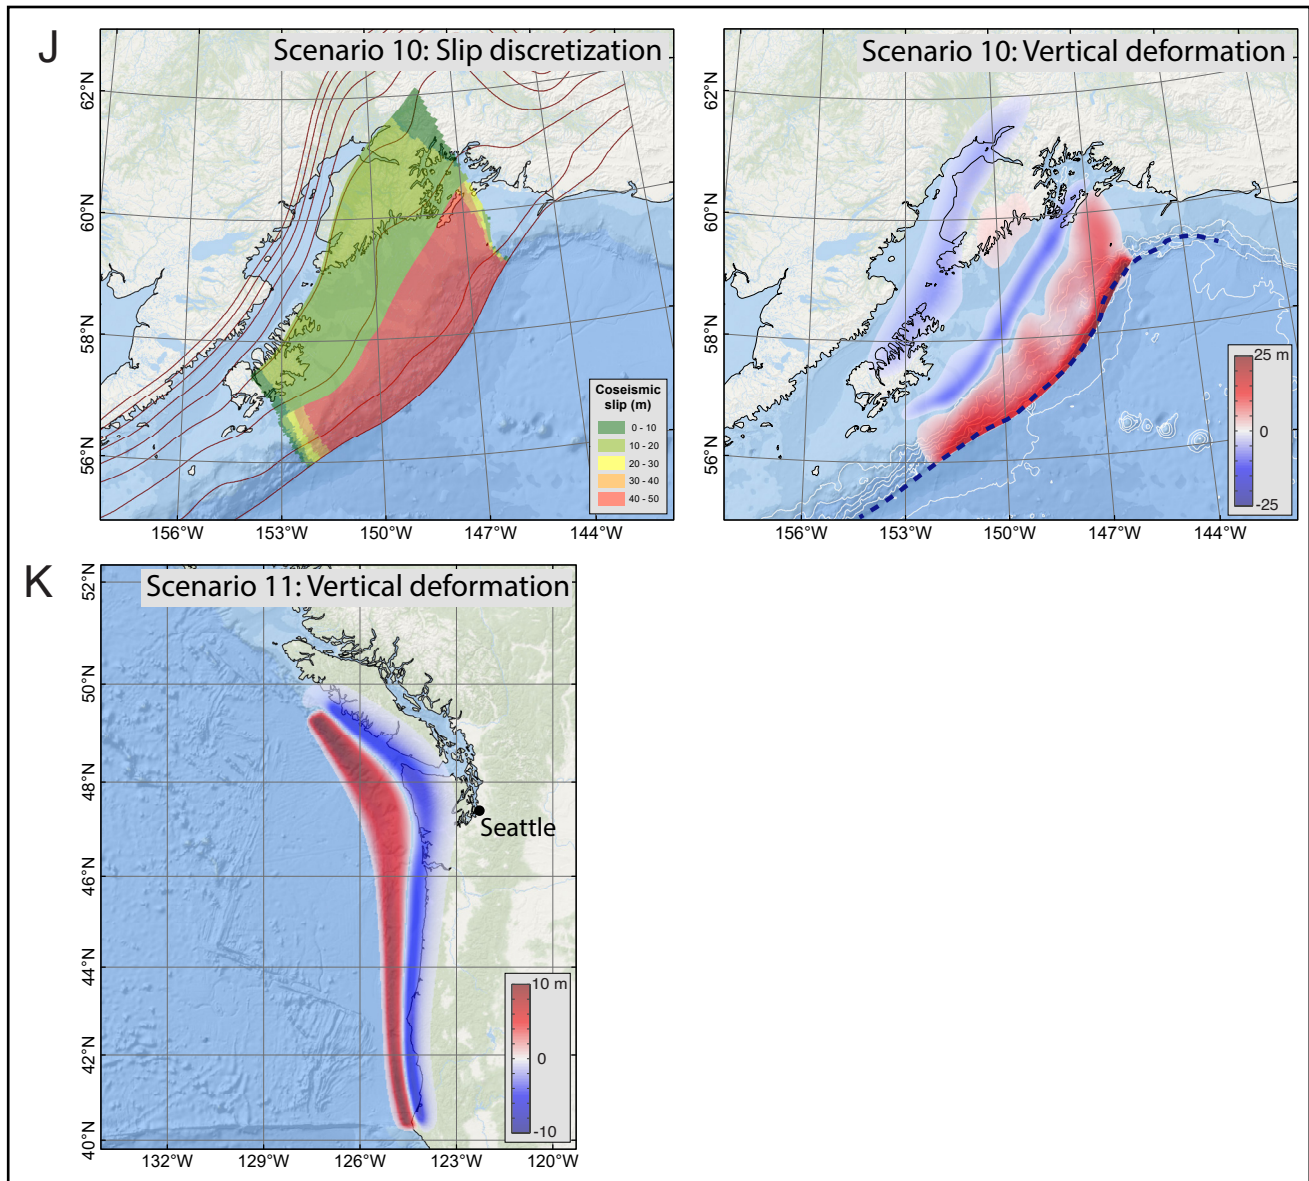 J
Scenario 10: Slip discretization
62°N
60°N
58°N
56°N
156°W
153°W
150°W
147°W
144°W
Coseismic
slip (m)
0 - 10
10 - 20
20 - 30
30 - 40
40 - 50
Scenario 10: Vertical deformation
62°N
60°N
58°N
56°N
156°W
153°W
150°W
147°W
144°W
25 m
0
-25
K
Scenario 11: Vertical deformation
52°N
50°N
48°N
46°N
44°N
42°N
40°N
132°W
129°W
126°W
123°W
120°W
Seattle
10 m
0
-10